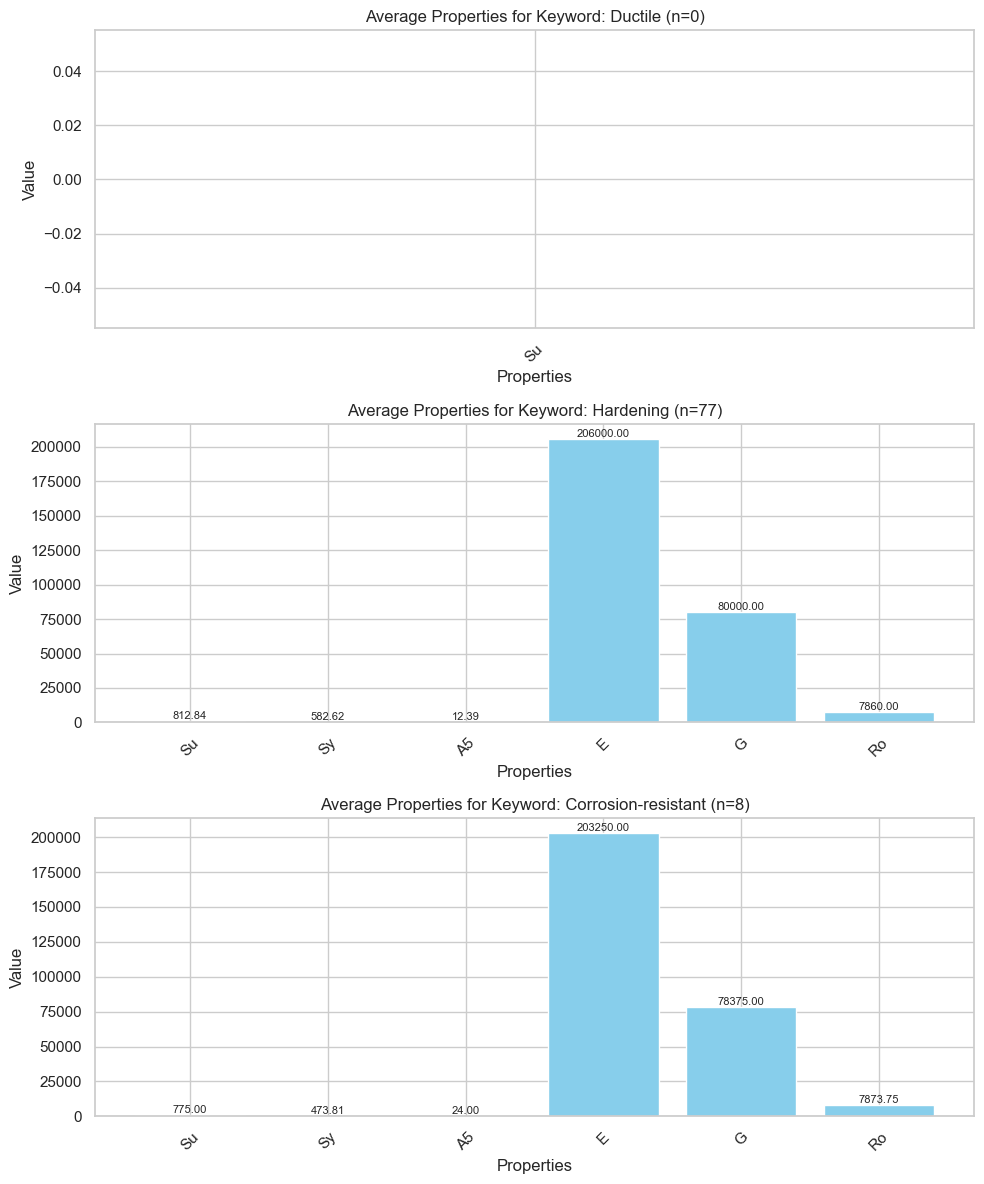 Average Properties for Keyword: Ductile (n=0)
0.04
0.02
0.00
−0.02
−0.04
Value
Su
Properties
Average Properties for Keyword: Hardening (n=77)
200000
175000
150000
125000
100000
75000
50000
25000
0
Value
812.84
582.62
12.39
206000.00
80000.00
7860.00
Su
Sy
A5
E
G
Ro
Properties
Average Properties for Keyword: Corrosion-resistant (n=8)
200000
175000
150000
125000
100000
75000
50000
25000
0
Value
775.00
473.81
24.00
203250.00
78375.00
7873.75
Su
Sy
A5
E
G
Ro
Properties